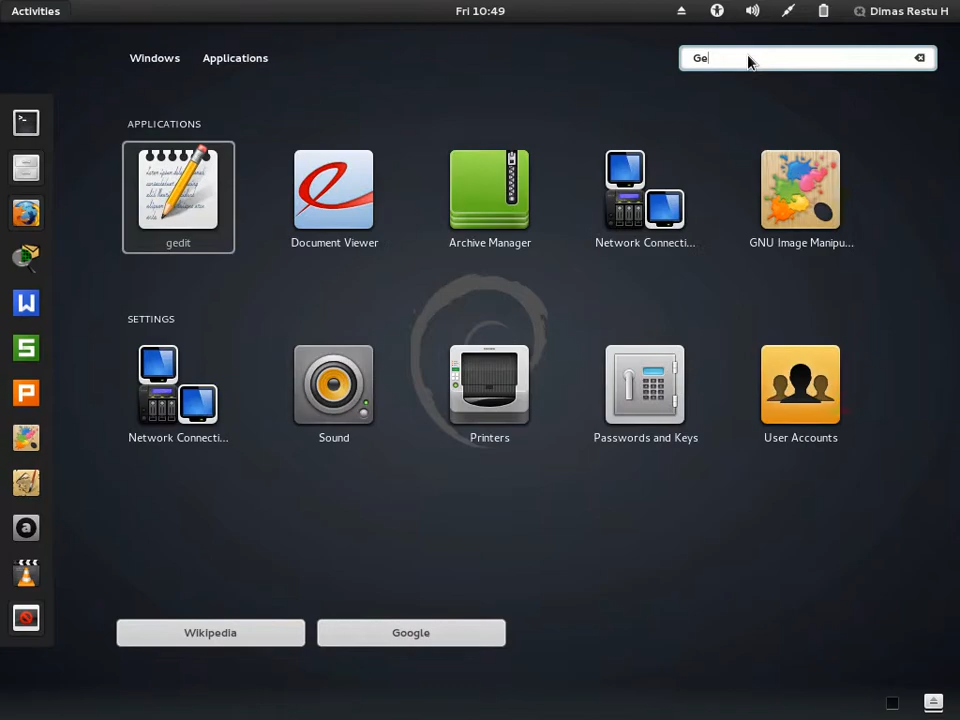 Activities
Fri 10:49
Dimas Restu H
Windows
Applications
Ge
APPLICATIONS
gedit
Document Viewer
Archive Manager
Network Connecti...
GNU Image Manipu...
SETTINGS
Network Connecti...
Sound
Printers
Passwords and Keys
User Accounts
Wikipedia
Google